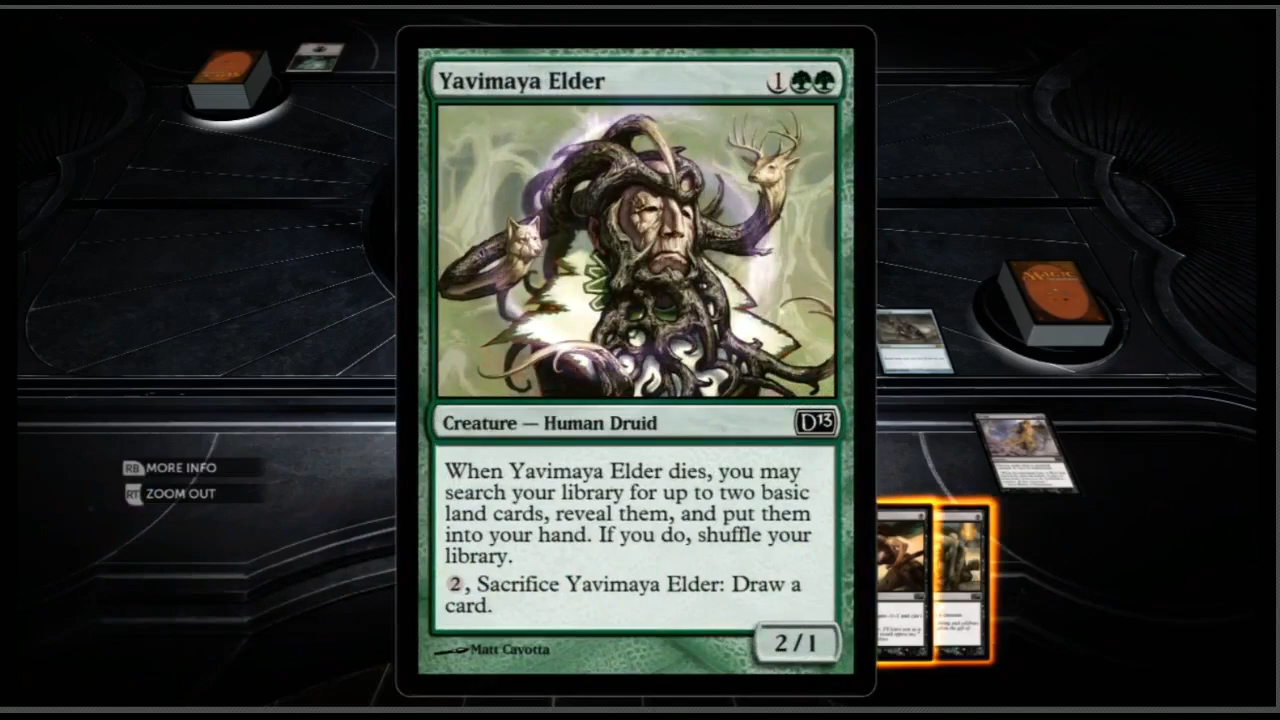 Yavimaya Elder
1
Creature — Human Druid
D13
When Yavimaya Elder dies, you may
search your library for up to two basic
land cards, reveal them, and put them
into your hand. If you do, shuffle your
library.
2, Sacrifice Yavimaya Elder: Draw a
card.
2/1
Matt Cavotta
RB MORE INFO
RT ZOOM OUT
MAGIC